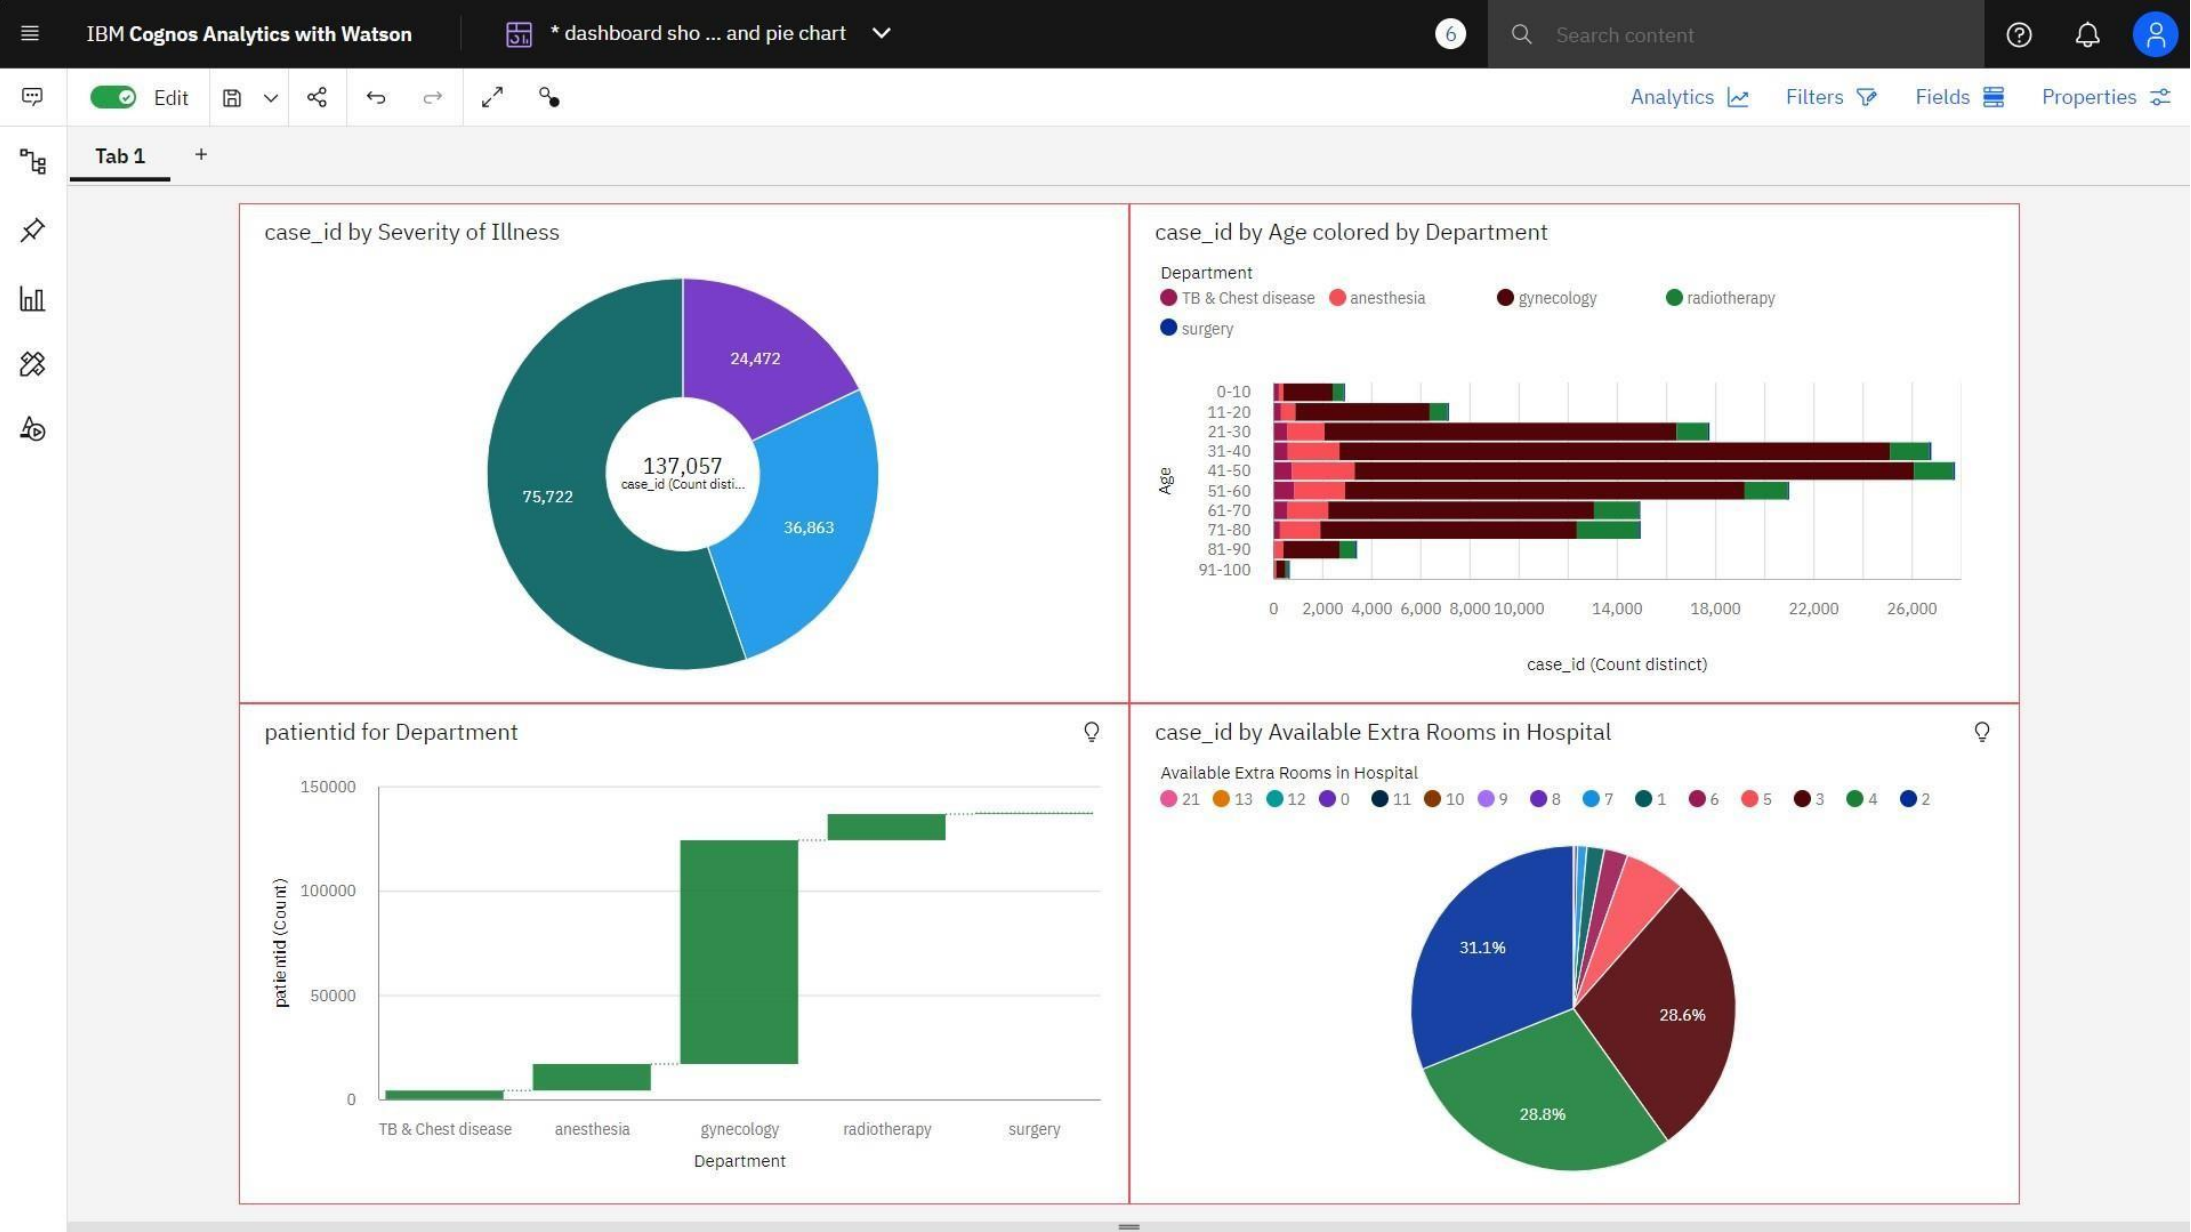 IBM Cognos Analytics with Watson
* dashboard sho ... and pie chart
6
Search content
Edit
Analytics
Filters
Fields
Properties
Tab 1
+
case_id by Severity of Illness
24,472
137,057
case_id (Count disti...
75,722
36,863
case_id by Age colored by Department
Department
TB & Chest disease
anesthesia
gynecology
radiotherapy
surgery
Age
0-10
11-20
21-30
31-40
41-50
51-60
61-70
71-80
81-90
91-100
0 2,000 4,000 6,000 8,000 10,000 14,000 18,000 22,000 26,000
case_id (Count distinct)
patientid for Department
patientid (Count)
150000
100000
50000
0
TB & Chest disease anesthesia gynecology radiotherapy surgery
Department
case_id by Available Extra Rooms in Hospital
Available Extra Rooms in Hospital
21 13 12 0 11 10 9 8 7 1 6 5 3 4 2
31.1%
28.6%
28.8%